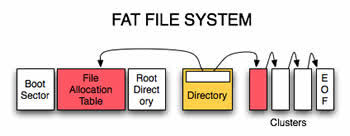 FAT FILE SYSTEM
Boot
Sector
File
Allocation
Table
Root
Direct
ory
Directory
E
O
F
Clusters